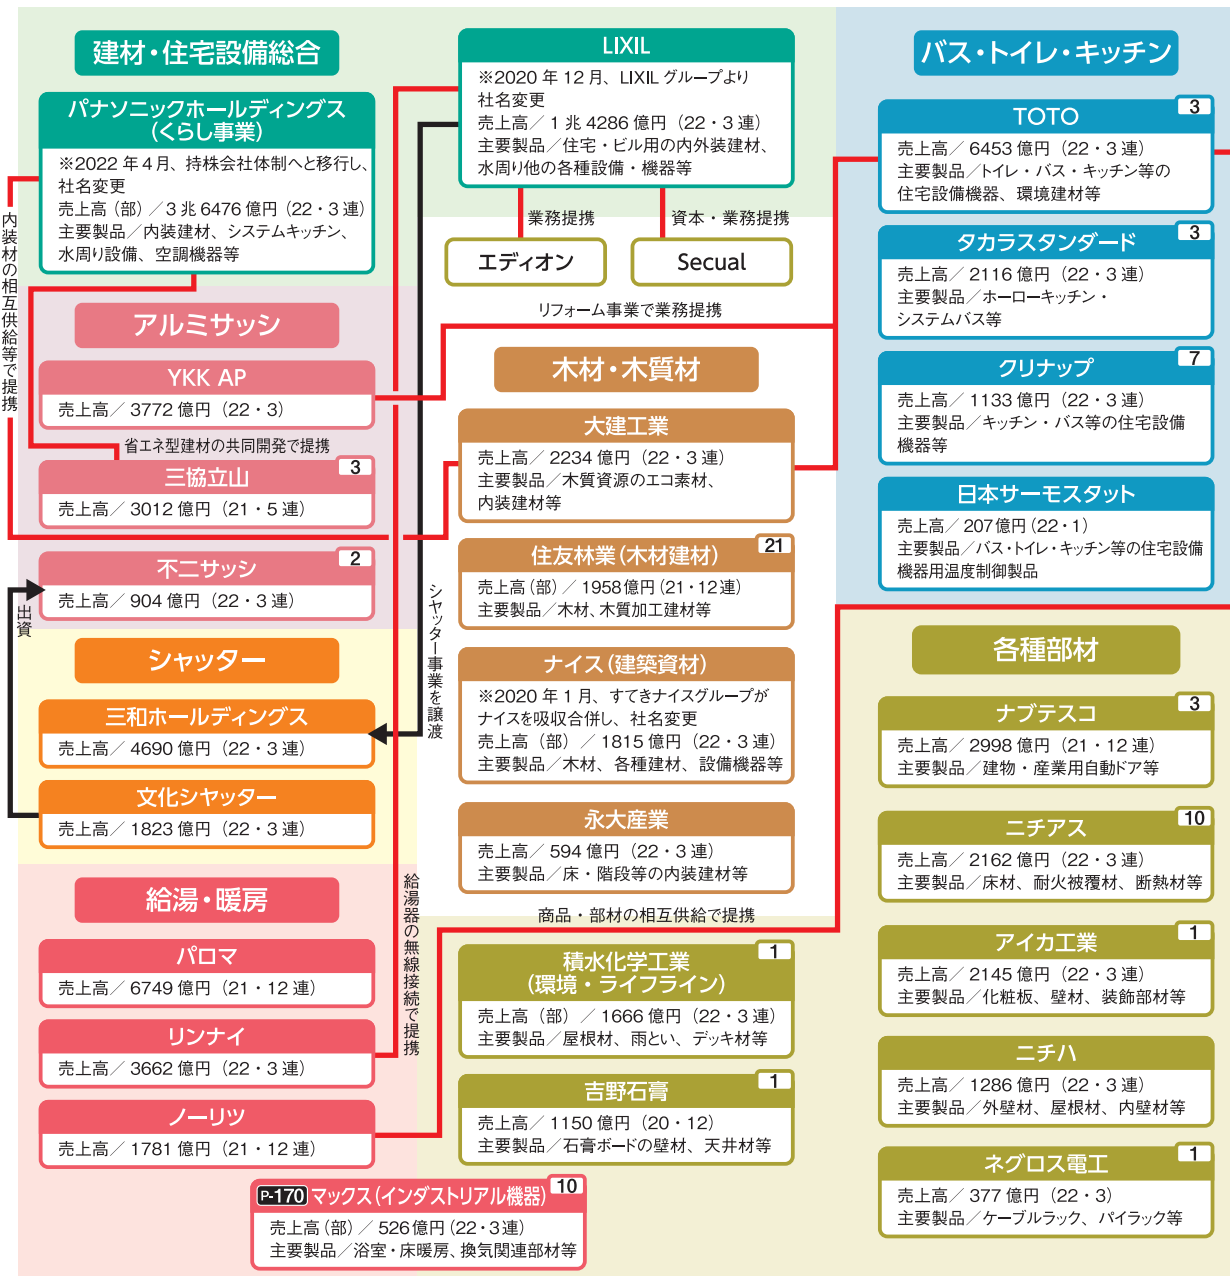 建材・住宅設備総合
パナソニックホールディングス
(くらし事業)
※2022年4月、持株会社体制へと移行し、
社名変更
売上高(部)/3兆6476億円(22・3連)
主要製品/内装建材、システムキッチン、
水周り設備、空調機器等
内装材の相互供給等で提携
アルミサッシ
YKK AP
売上高/3772億円(22・3)
省エネ型建材の共同開発で提携
三協立山
3
売上高/3012億円(21・5連)
不二サッシ
2
売上高/904億円(22・3連)
出資
シャッター
三和ホールディングス
売上高/4690億円(22・3連)
文化シヤッター
売上高/1823億円(22・3連)
給湯・暖房
パロマ
売上高/6749億円(21・12連)
リンナイ
売上高/3662億円(22・3連)
ノーリツ
売上高/1781億円(21・12連)
P-170 マックス(インダストリアル機器)
10
売上高(部)/526億円(22・3連)
主要製品/浴室・床暖房、換気関連部材等
LIXIL
※2020年12月、LIXILグループより
社名変更
売上高/1兆4286億円(22・3連)
主要製品/住宅・ビル用の内外装建材、
水周り他の各種設備・機器等
業務提携
資本・業務提携
エディオン
Secual
リフォーム事業で業務提携
シヤッター事業を譲渡
給湯器の無線接続で提携
木材・木質材
大建工業
売上高/2234億円(22・3連)
主要製品/木質資源のエコ素材、
内装建材等
住友林業(木材建材)
21
売上高(部)/1958億円(21・12連)
主要製品/木材、木質加工建材等
ナイス(建築資材)
※2020年1月、すてきナイスグループが
ナイスを吸収合併し、社名変更
売上高(部)/1815億円(22・3連)
主要製品/木材、各種建材、設備機器等
永大産業
売上高/594億円(22・3連)
主要製品/床・階段等の内装建材等
商品・部材の相互供給で提携
積水化学工業
(環境・ライフライン)
1
売上高(部)/1666億円(22・3連)
主要製品/屋根材、雨とい、デッキ材等
吉野石膏
1
売上高/1150億円(20・12)
主要製品/石膏ボードの壁材、天井材等
バス・トイレ・キッチン
TOTO
3
売上高/6453億円(22・3連)
主要製品/トイレ・バス・キッチン等の
住宅設備機器、環境建材等
タカラスタンダード
3
売上高/2116億円(22・3連)
主要製品/ホーローキッチン・
システムバス等
クリナップ
7
売上高/1133億円(22・3連)
主要製品/キッチン・バス等の住宅設備
機器等
日本サーモスタット
売上高/207億円(22・1)
主要製品/バス・トイレ・キッチン等の住宅設備
機器用温度制御製品
各種部材
ナブテスコ
3
売上高/2998億円(21・12連)
主要製品/建物・産業用自動ドア等
ニチアス
10
売上高/2162億円(22・3連)
主要製品/床材、耐火被覆材、断熱材等
アイカ工業
1
売上高/2145億円(22・3連)
主要製品/化粧板、壁材、装飾部材等
ニチハ
売上高/1286億円(22・3連)
主要製品/外壁材、屋根材、内壁材等
ネグロス電工
1
売上高/377億円(22・3)
主要製品/ケーブルラック、パイラック等